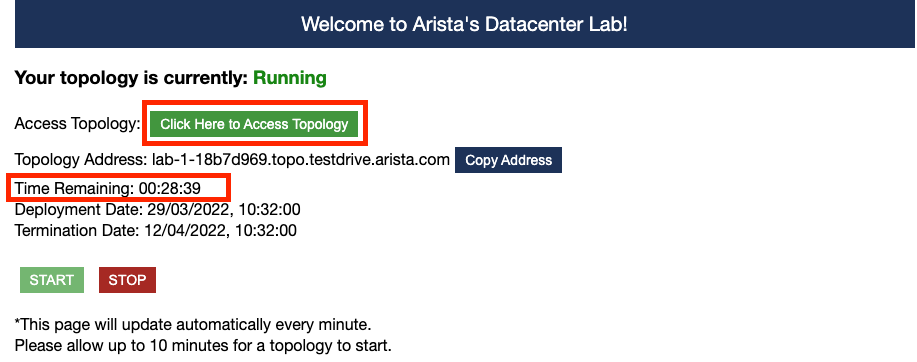 Welcome to Arista's Datacenter Lab!
Your topology is currently: Running
Access Topology: Click Here to Access Topology
Topology Address: lab-1-18b7d969.topo.testdrive.arista.com Copy Address
Time Remaining: 00:28:39
Deployment Date: 29/03/2022, 10:32:00
Termination Date: 12/04/2022, 10:32:00
START STOP
*This page will update automatically every minute.
Please allow up to 10 minutes for a topology to start.